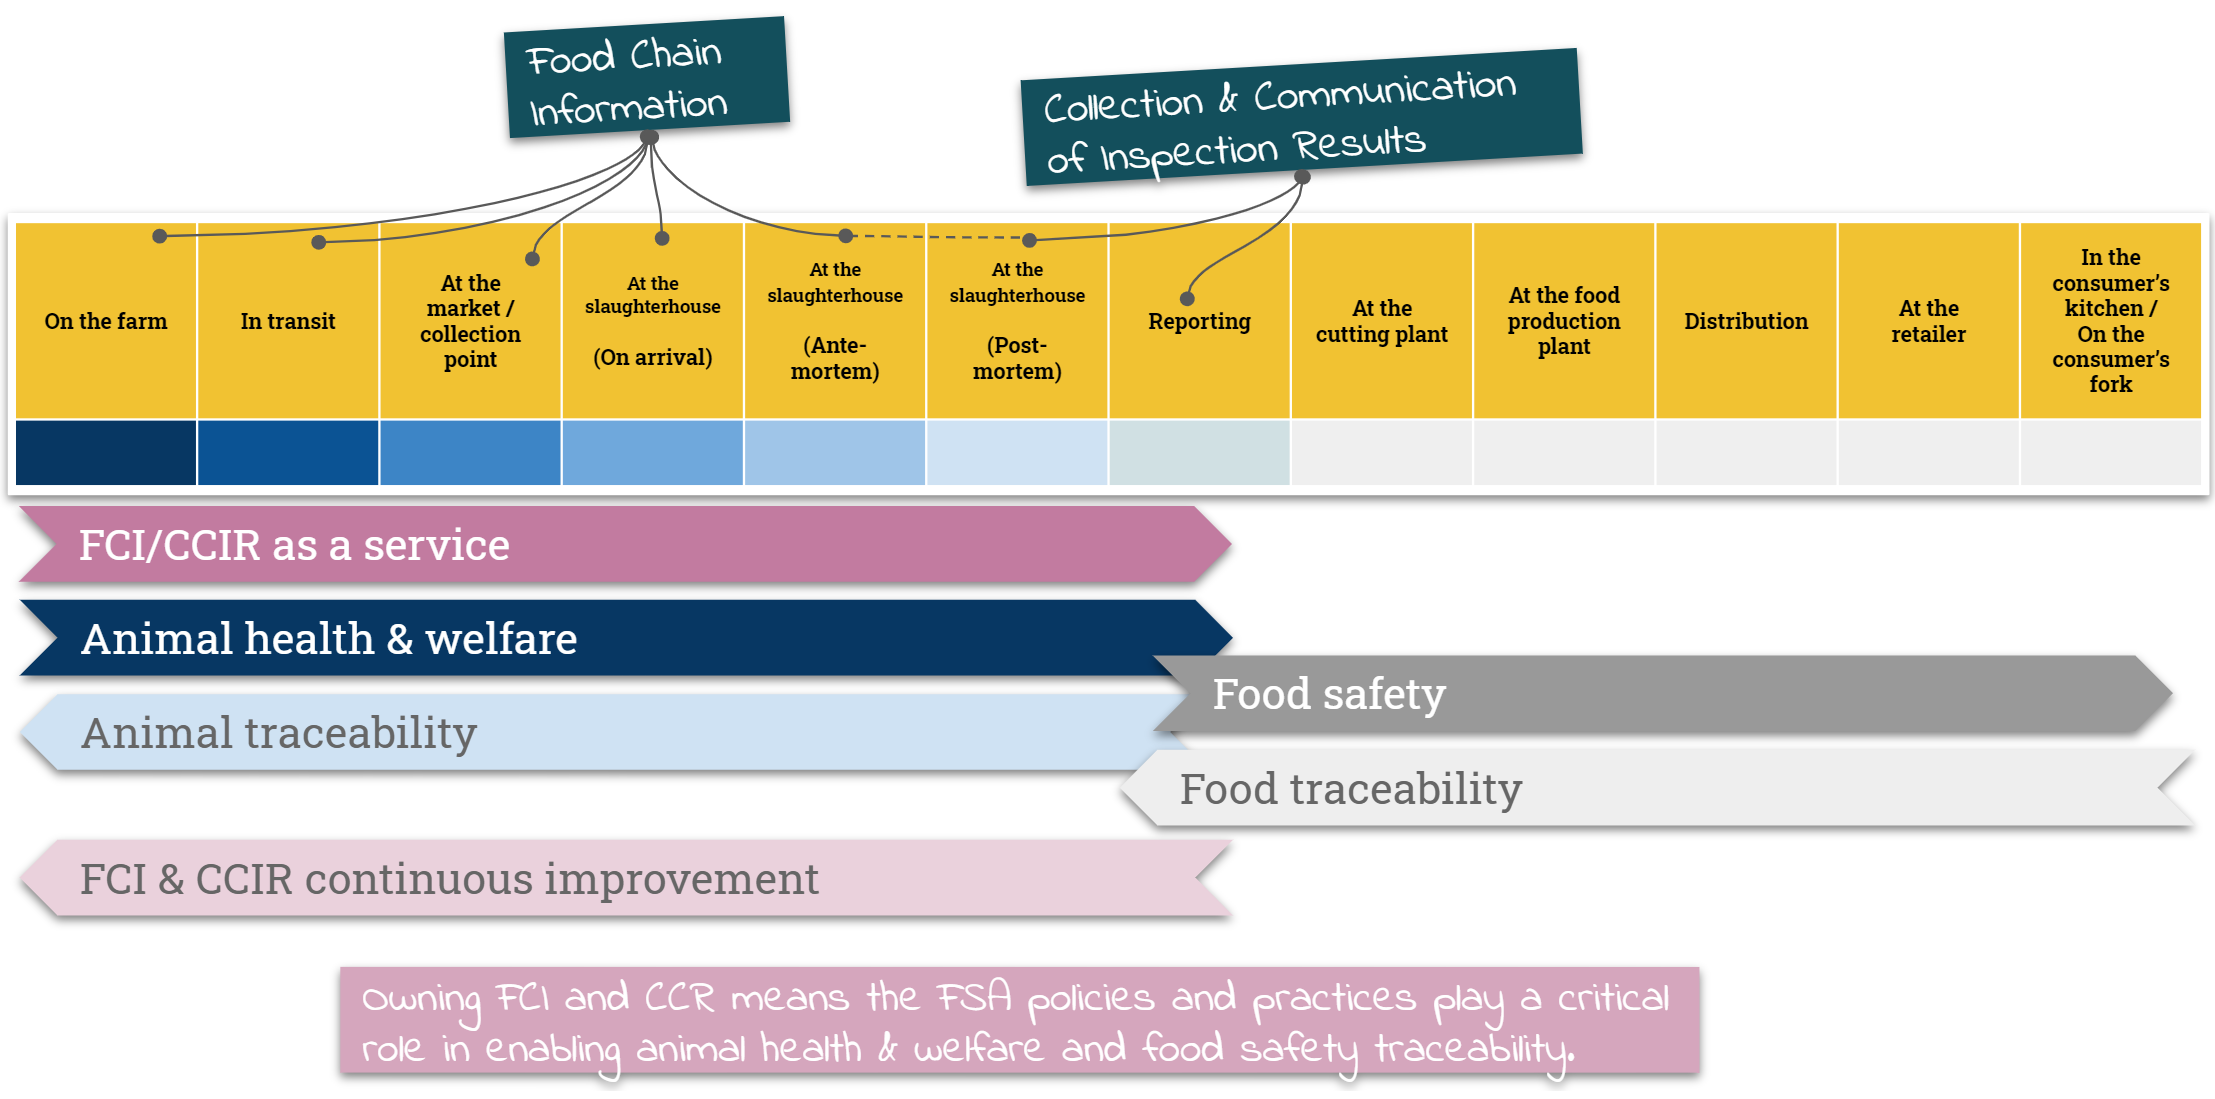 Food Chain
Information
Collection & Communication
of Inspection Results
On the farm
In transit
At the
market /
collection
point
At the
slaughterhouse
(On arrival)
At the
slaughterhouse
(Ante-
mortem)
At the
slaughterhouse
(Post-
mortem)
Reporting
At the
cutting plant
At the food
production
plant
Distribution
At the
retailer
In the
consumer's
kitchen /
On the
consumer's
fork
FCI/CCIR as a service
Animal health & welfare
Food safety
Animal traceability
Food traceability
FCI & CCIR continuous improvement
Owning FCI and CCR means the FSA policies and practices play a critical
role in enabling animal health & welfare and food safety traceability.